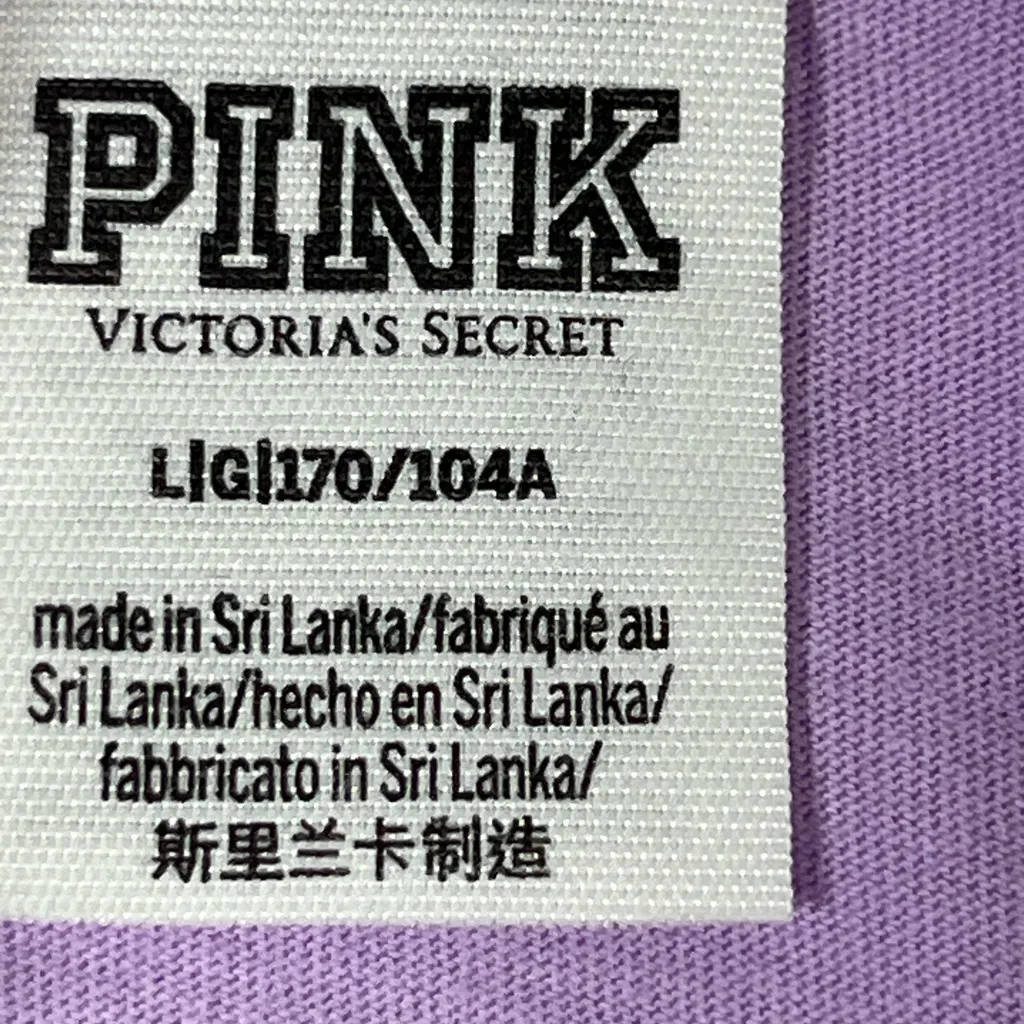 PINK
VICTORIA'S SECRET
L|G|170/104A
made in Sri Lanka/fabriqué au
Sri Lanka/hecho en Sri Lanka/
fabbricato in Sri Lanka/
斯里兰卡制造